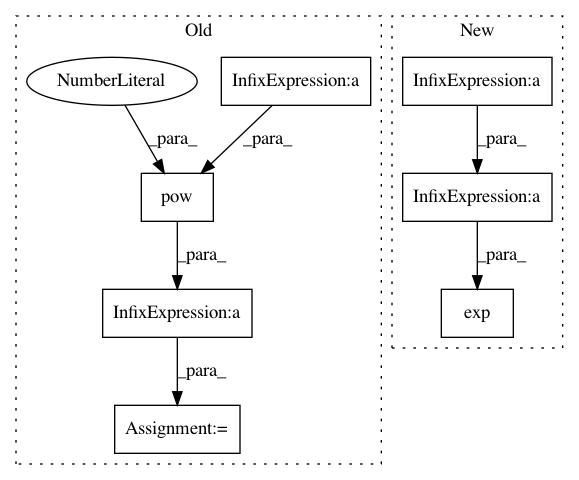 Old
New
NumberLiteral
InfixExpression:a
InfixExpression:a
_para_
_para_
_para_
pow
InfixExpression:a
_para_
_para_
InfixExpression:a
exp
_para_
Assignment:=